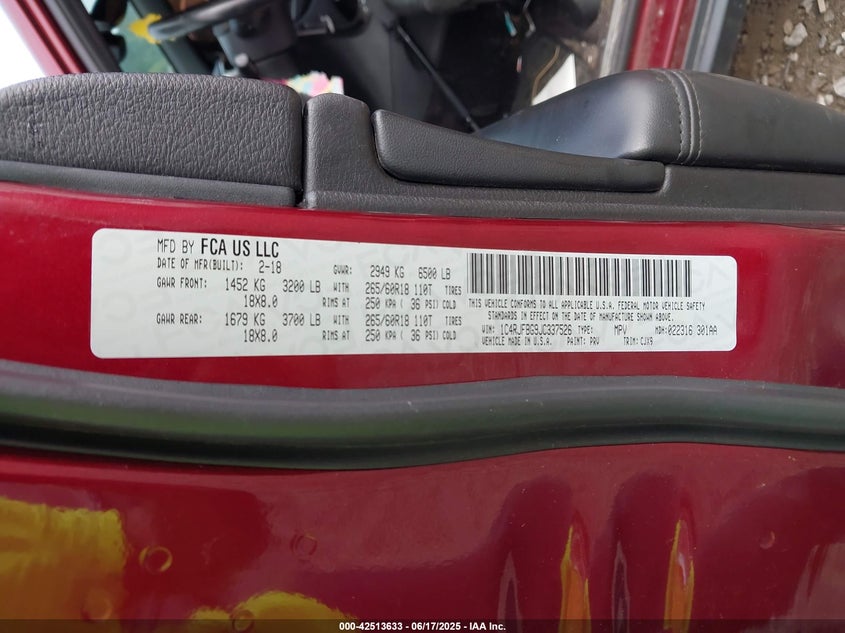 MFD BY FCA US LLC
DATE OF MFR(BUILT): 2-18 GVWR: 2949 KG 6500 LB
GAWR FRONT: 1452 KG 3200 LB WITH 265/60R18 110T TIRES
18X8.0 RIMS AT 250 KPA( 36 PSI) COLD
GAWR REAR: 1679 KG 3700 LB WITH 265/60R18 110T TIRES
18X8.0 RIMS AT 250 KPA( 36 PSI) COLD
THIS VEHICLE CONFORMS TO ALL APPLICABLE U.S.A. FEDERAL MOTOR VEHICLE SAFETY
STANDARDS IN EFFECT ON THE DATE OF MANUFACTURE SHOWN ABOVE.
VIN: 1C4RJFBG9JC337526 TYPE: MPV MDH: 022316 301AA
VEHICLE MADE IN U.S.A. PAINT: PRV TRIM: CJX9
000-42513633 / 06/17/2025 - IAA Inc.